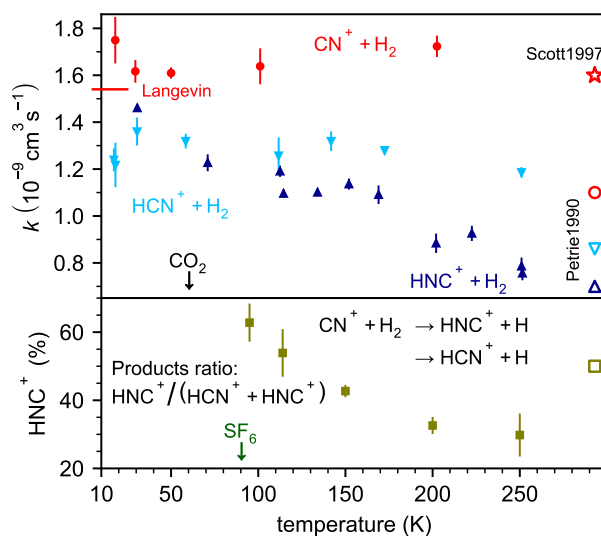 1.8
1.6
1.4
1.2
1.0
0.8
k (10⁻⁹ cm³ s⁻¹)
CN⁺ + H₂
Scott1997
Langevin
HCN⁺ + H₂
CO₂
HNC⁺ + H₂
Petrie1990
60
40
20
HNC⁺ (%)
CN⁺ + H₂ → HNC⁺ + H
→ HCN⁺ + H
Products ratio:
HNC⁺/(HCN⁺ + HNC⁺)
SF₆
10 50 100 150 200 250
temperature (K)